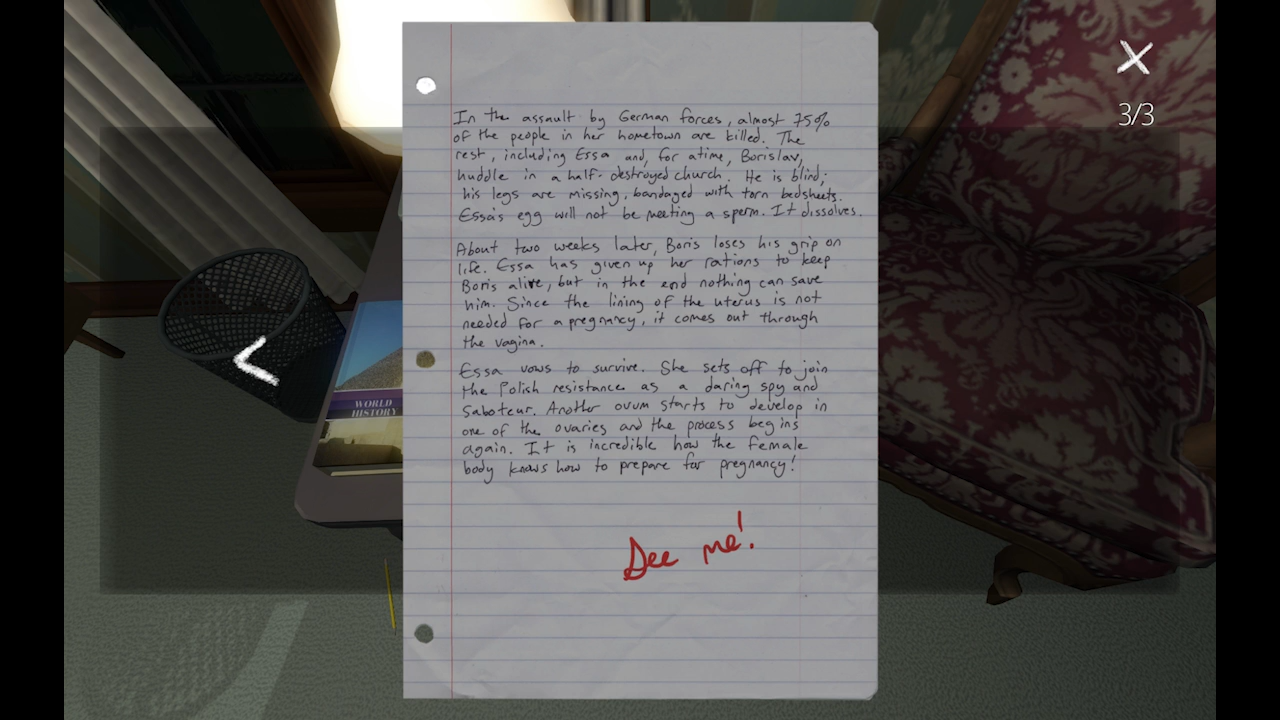 3/3
In the assault by German forces, almost 75%
of the people in her hometown are killed. The
rest, including Essa and, for a time, Borislav,
huddle in a half-destroyed church. He is blind;
his legs are missing, bandaged with torn bedsheets.
Essa's egg will not be meeting a sperm. It dissolves.
About two weeks later, Boris loses his grip on
life. Essa has given up her rations to keep
Boris alive, but in the end nothing can save
him. Since the lining of the uterus is not
needed for a pregnancy, it comes out through
the vagina.
Essa vows to survive. She sets off to join
the Polish resistance as a daring spy and
saboteur. Another ovum starts to develop in
one of the ovaries and the process begins
again. It is incredible how the female
body knows how to prepare for pregnancy!
See me!
WORLD
HISTORY